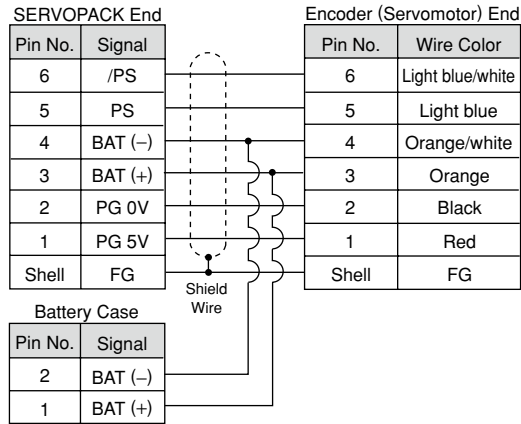 SERVOPACK End
Encoder (Servomotor) End
Pin No. Signal
Pin No. Wire Color
6 /PS
6 Light blue/white
5 PS
5 Light blue
4 BAT (−)
4 Orange/white
3 BAT (+)
3 Orange
2 PG 0V
2 Black
1 PG 5V
1 Red
Shell FG
Shell FG
Shield
Wire
Battery Case
Pin No. Signal
2 BAT (−)
1 BAT (+)